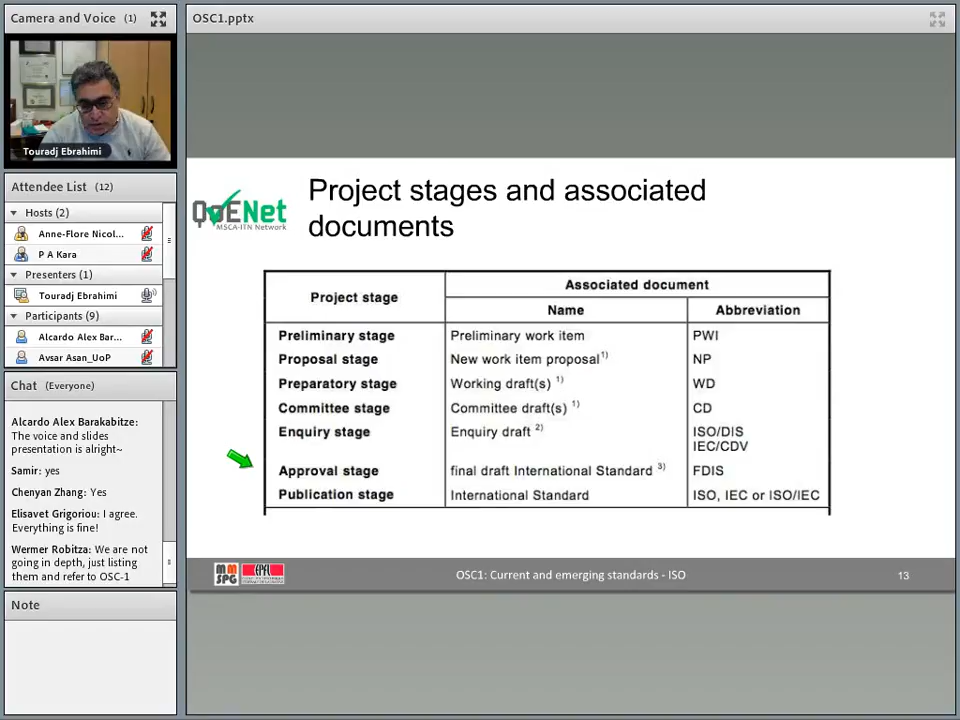 Camera and Voice (1)
Touradj Ebrahimi
Attendee List (12)
Hosts (2)
Anne-Flore Nicol...
P A Kara
Presenters (1)
Touradj Ebrahimi
Participants (9)
Alcardo Alex Bar...
Avsar Asan_UoP
Chat (Everyone)
Alcardo Alex Barakabitze:
The voice and slides
presentation is alright~
Samir: yes
Chenyan Zhang: Yes
Elisavet Grigoriou: I agree.
Everything is fine!
Wermer Robitza: We are not
going in depth, just listing
them and refer to OSC-1
Note
OSC1.pptx
QoENet
MSCA-ITN Network
Project stages and associated
documents
Project stage
Associated document
Name
Abbreviation
Preliminary stage
Preliminary work item
PWI
Proposal stage
New work item proposal 1)
NP
Preparatory stage
Working draft(s) 1)
WD
Committee stage
Committee draft(s) 1)
CD
Enquiry stage
Enquiry draft 2)
ISO/DIS
IEC/CDV
Approval stage
final draft International Standard 3)
FDIS
Publication stage
International Standard
ISO, IEC or ISO/IEC
MM
SPG
EPFL
OSC1: Current and emerging standards - ISO
13